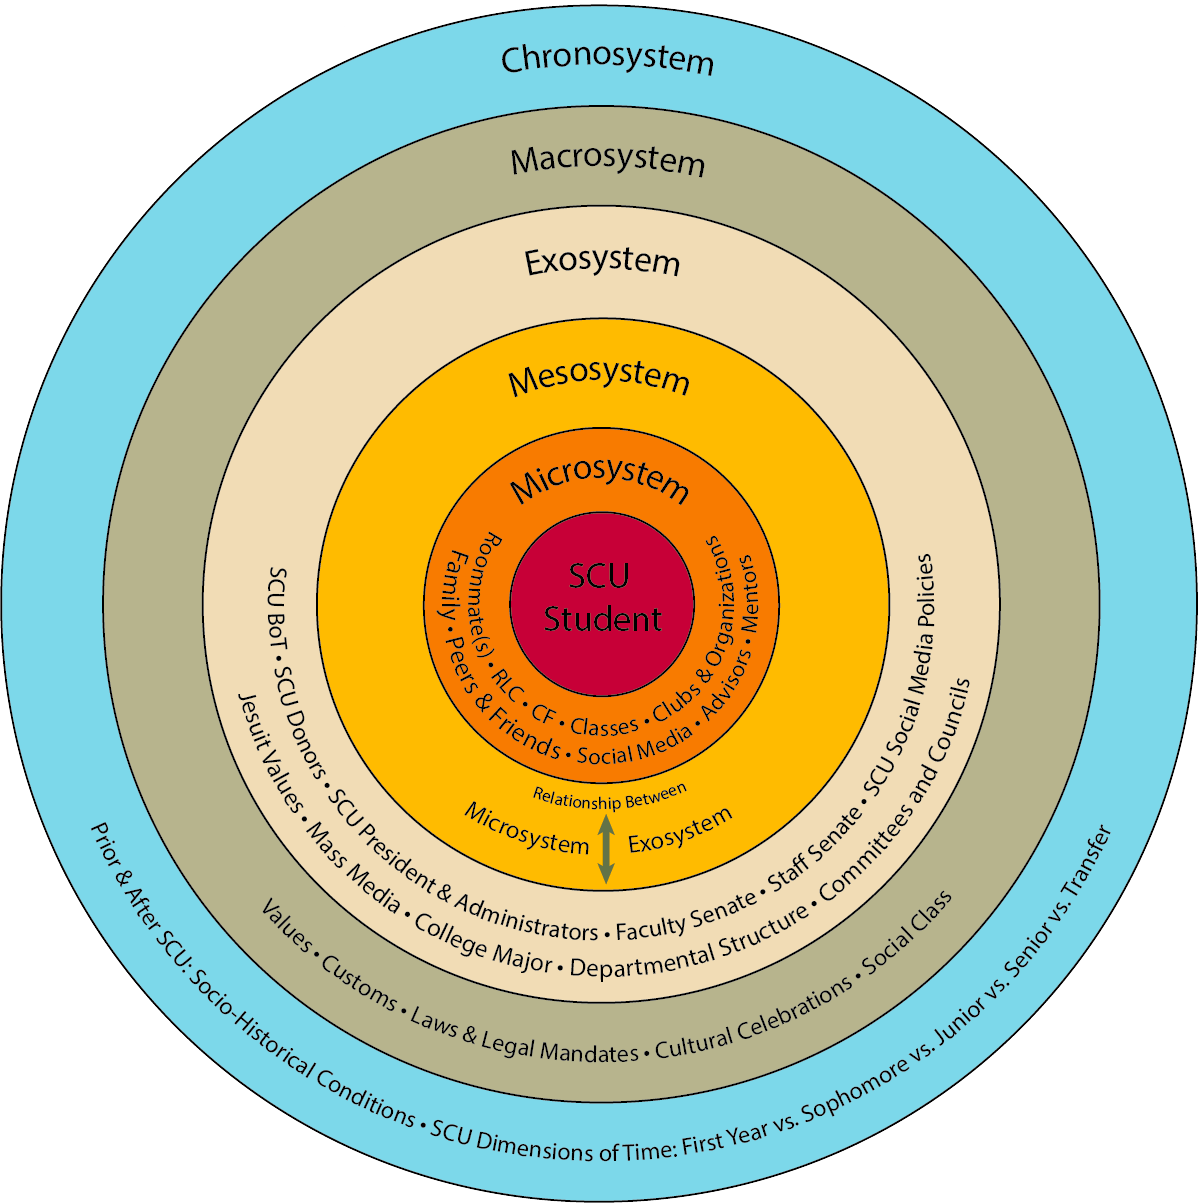 Chronosystem
Macrosystem
Exosystem
Mesosystem
Microsystem
SCU
Student
Roommate(s) • RLC • CF • Classes • Clubs & Organizations
Family • Peers & Friends • Social Media • Advisors • Mentors
Relationship Between
Microsystem
Exosystem
SCU BoT • SCU Donors • SCU President & Administrators • Faculty Senate • Staff Senate • SCU Social Media Policies
Jesuit Values • Mass Media • College Major • Departmental Structure • Committees and Councils
Values • Customs • Laws & Legal Mandates • Cultural Celebrations • Social Class
Prior & After SCU: Socio-Historical Conditions • SCU Dimensions of Time: First Year vs. Sophomore vs. Junior vs. Senior vs. Transfer